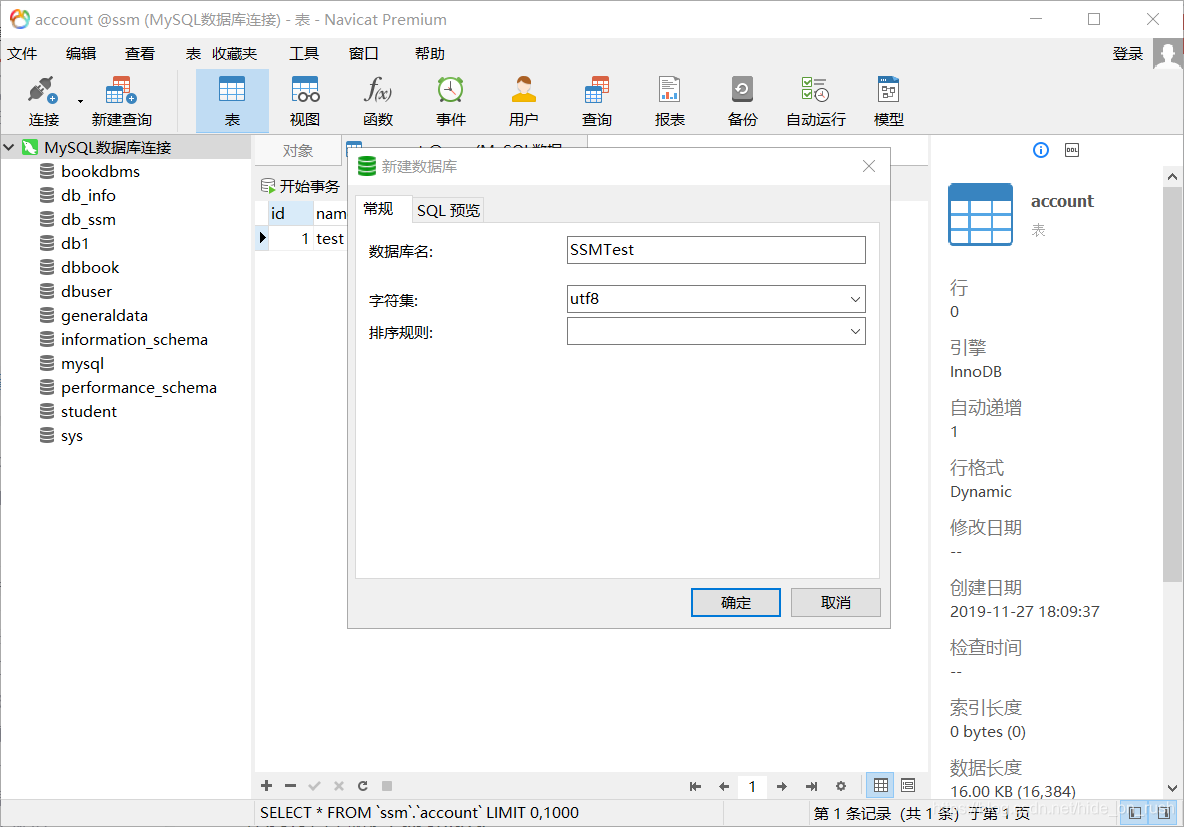 account @ssm (MySQL数据库连接) - 表 - Navicat Premium
文件 编辑 查看 表 收藏夹 工具 窗口 帮助 登录
连接 新建查询 表 视图 函数 事件 用户 查询 报表 备份 自动运行 模型
MySQL数据库连接
bookdbms
db_info
db_ssm
db1
dbbook
dbuser
generaldata
information_schema
mysql
performance_schema
student
sys
对象
开始事务
id nam
1 test
新建数据库
常规 SQL 预览
数据库名: SSMTest
字符集: utf8
排序规则:
确定 取消
account
表
行
0
引擎
InnoDB
自动递增
1
行格式
Dynamic
修改日期
--
创建日期
2019-11-27 18:09:37
检查时间
--
索引长度
0 bytes (0)
数据长度
16.00 KB (16,384)
1
SELECT * FROM `ssm`.`account` LIMIT 0,1000
第 1 条记录 (共 1 条) 于第 1 页